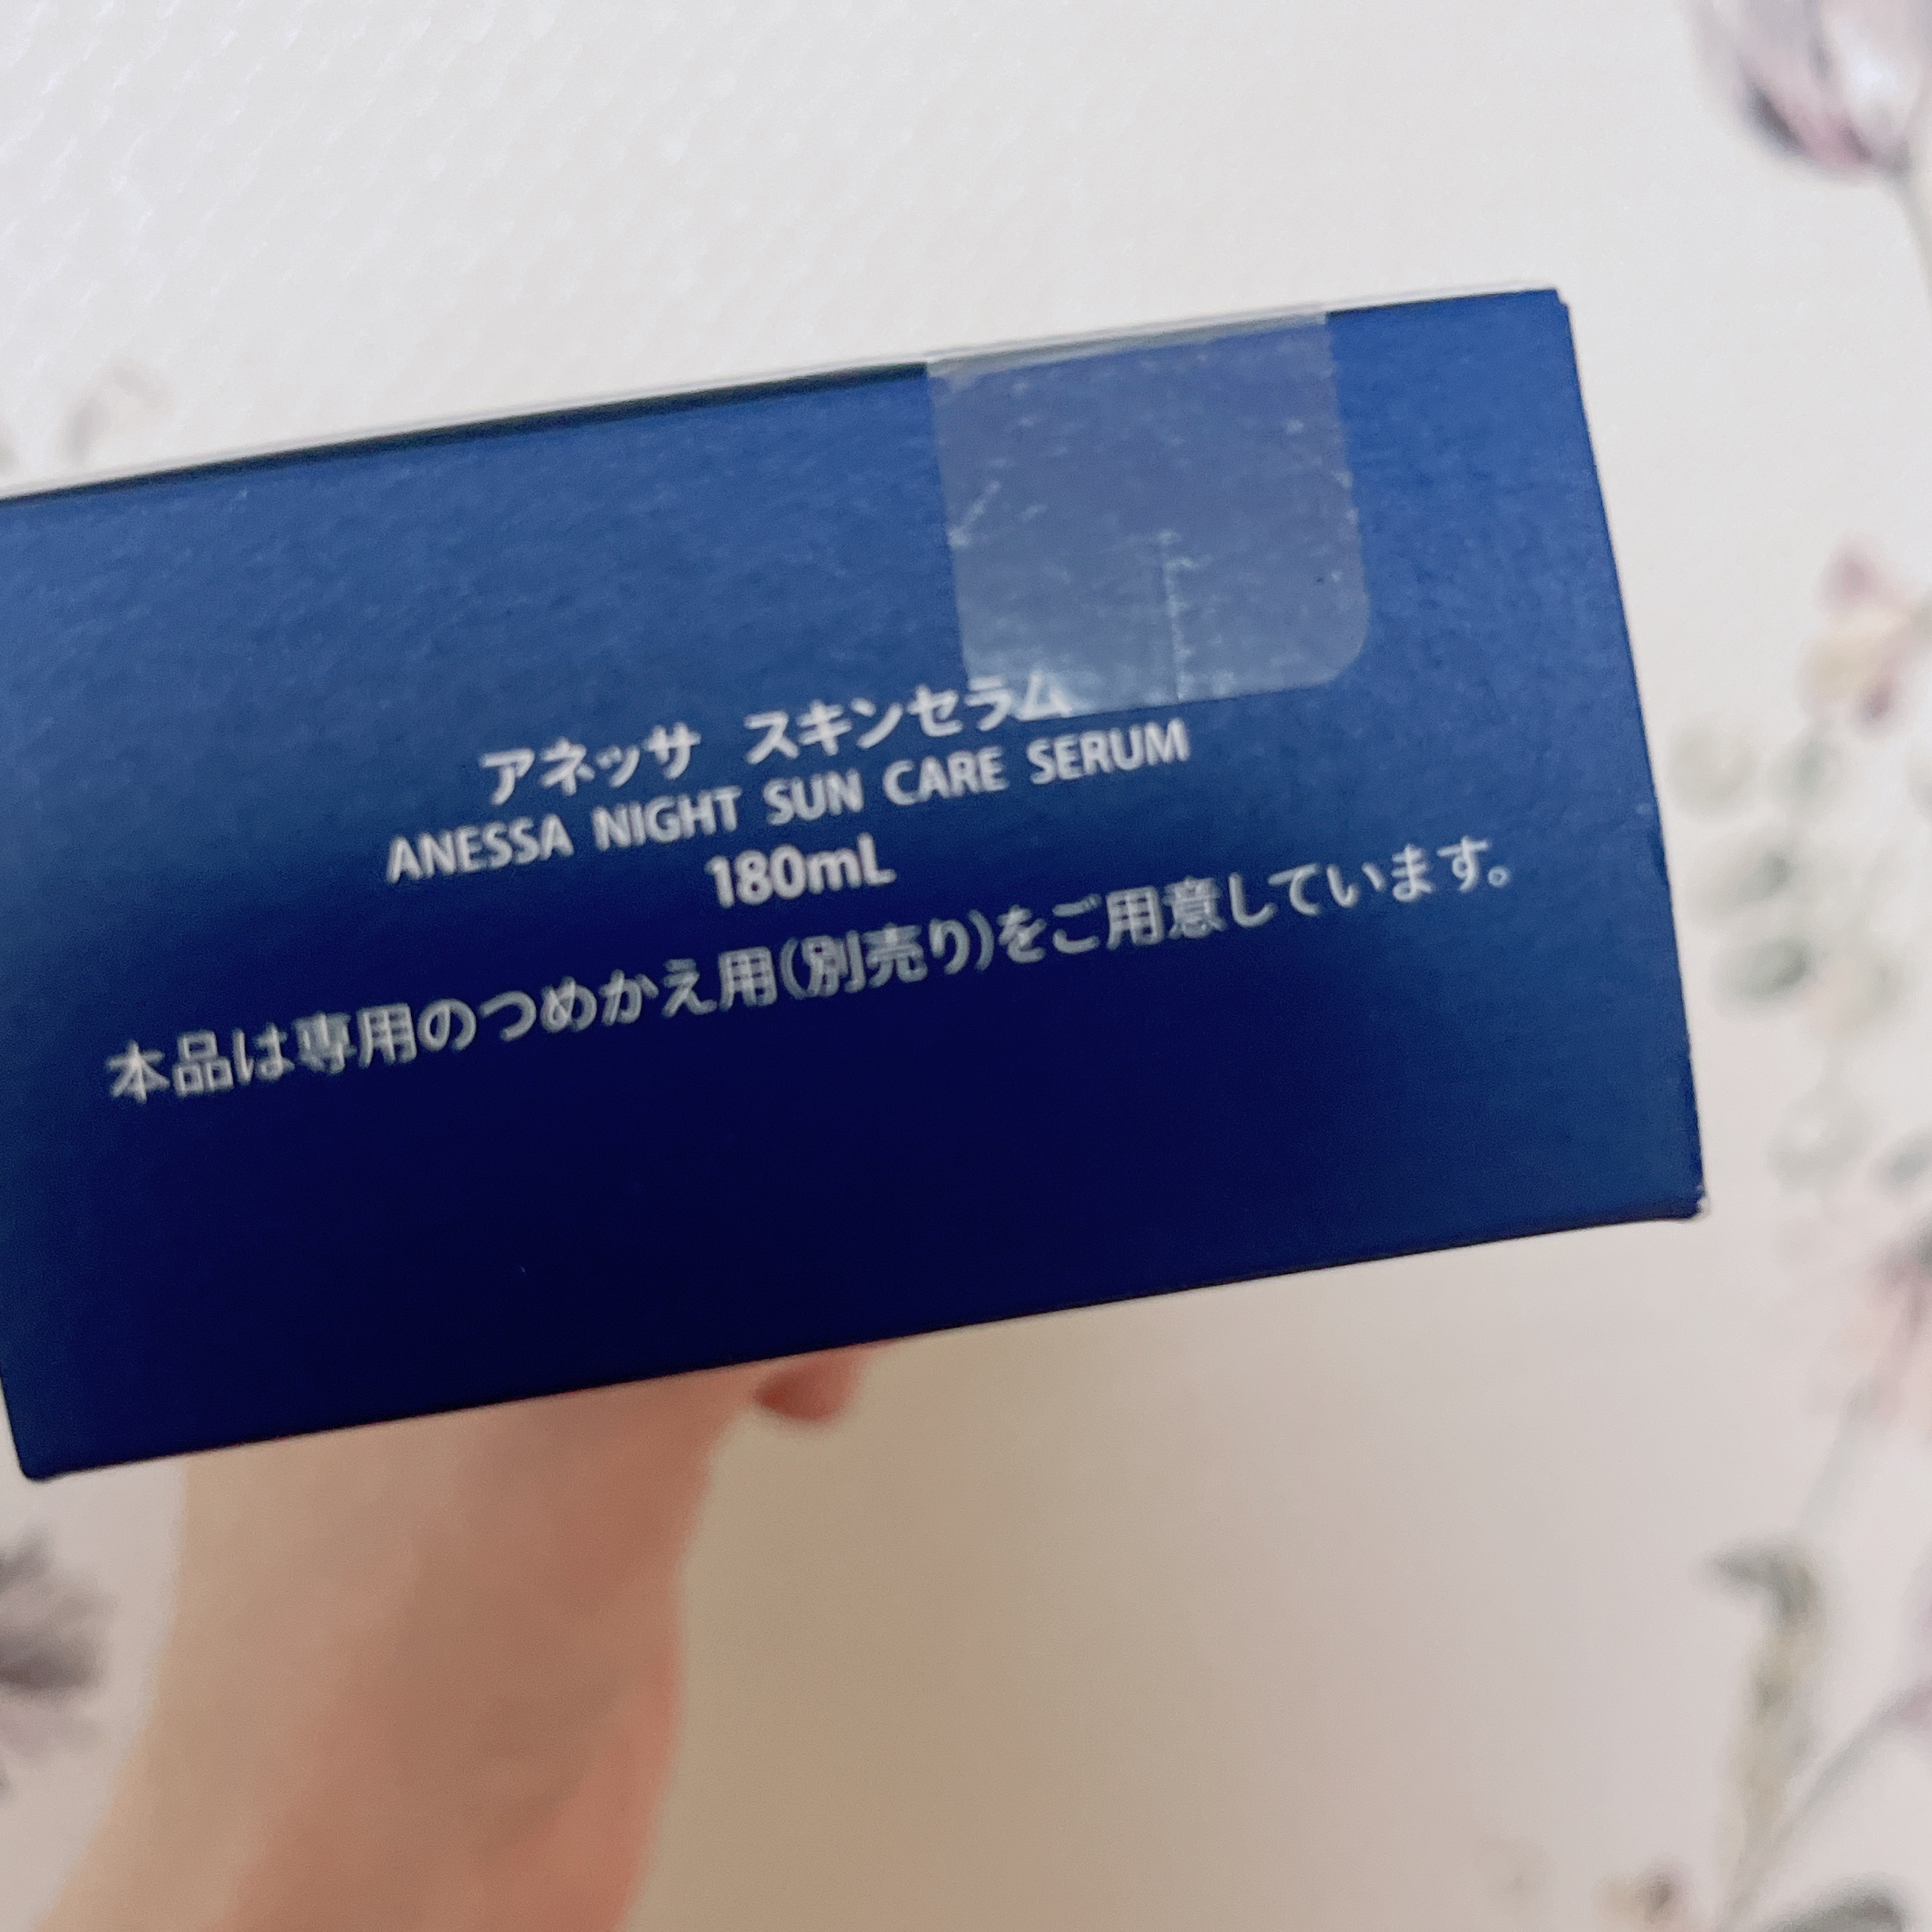 アネッサ スキンセラム
ANESSA NIGHT SUN CARE SERUM
180mL
本品は専用のつめかえ用(別売り)をご用意しています。